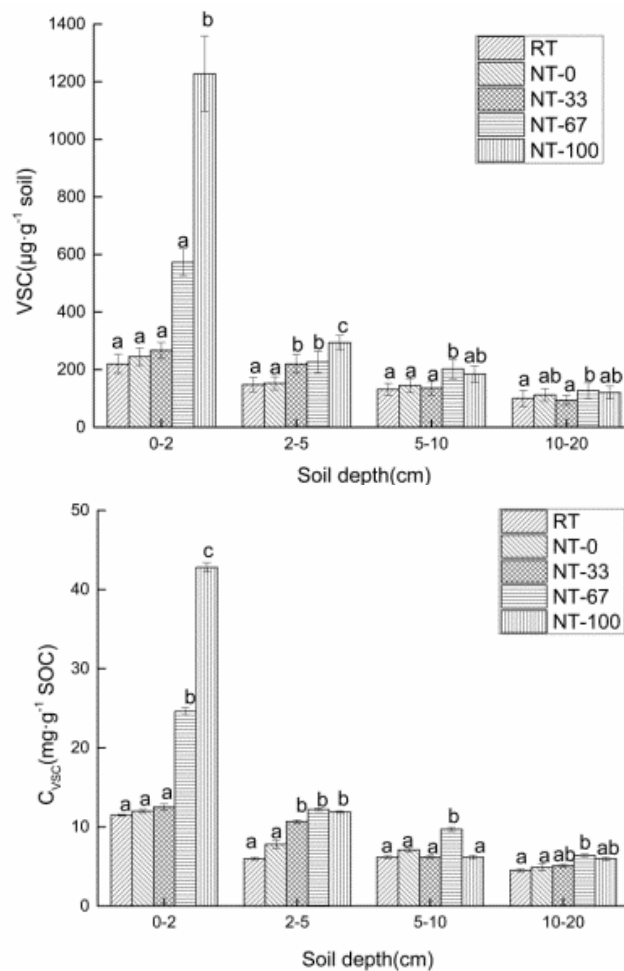 1400
1200
1000
800
600
400
200
0
VSC(μg·g⁻¹ soil)
RT
NT-0
NT-33
NT-67
NT-100
a a a a b
a a b b c
a a a b ab
a ab a b ab
0-2 2-5 5-10 10-20
Soil depth(cm)
50
40
30
20
10
0
C_VSC(mg·g⁻¹ SOC)
RT
NT-0
NT-33
NT-67
NT-100
a a a b c
a a b b b
a a a b a
a a ab b ab
0-2 2-5 5-10 10-20
Soil depth(cm)